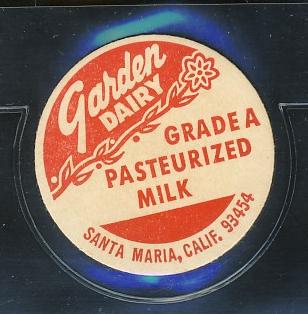 Garden
DAIRY
GRADE A
PASTEURIZED
MILK
SANTA MARIA, CALIF. 93454